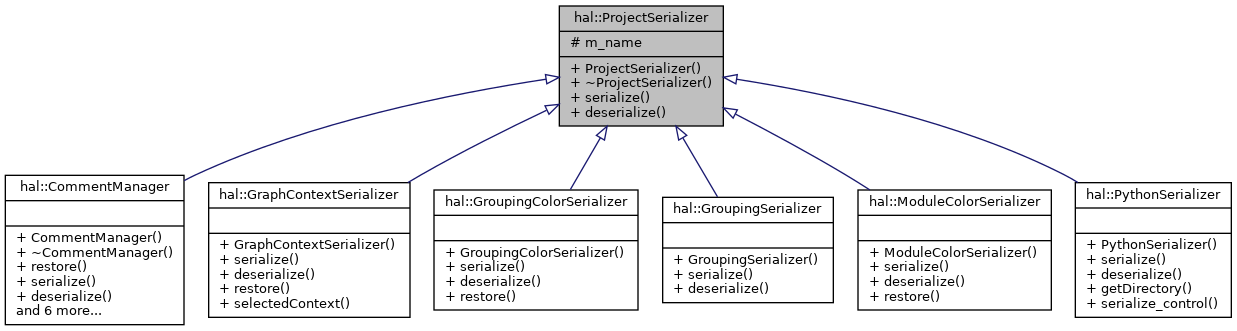 hal::ProjectSerializer
# m_name
+ ProjectSerializer()
+ ~ProjectSerializer()
+ serialize()
+ deserialize()
hal::CommentManager
+ CommentManager()
+ ~CommentManager()
+ restore()
+ serialize()
+ deserialize()
and 6 more...
hal::GraphContextSerializer
+ GraphContextSerializer()
+ serialize()
+ deserialize()
+ restore()
+ selectedContext()
hal::GroupingColorSerializer
+ GroupingColorSerializer()
+ serialize()
+ deserialize()
+ restore()
hal::GroupingSerializer
+ GroupingSerializer()
+ serialize()
+ deserialize()
hal::ModuleColorSerializer
+ ModuleColorSerializer()
+ serialize()
+ deserialize()
+ restore()
hal::PythonSerializer
+ PythonSerializer()
+ serialize()
+ deserialize()
+ getDirectory()
+ serialize_control()